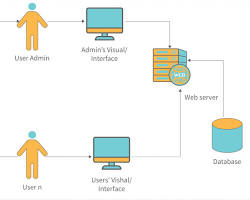 User Admin
Admin's Visual/
Interface
WEB
Web server
Database
User n
Users' Vishal/
Interface